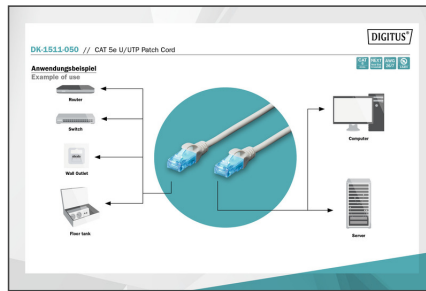 DIGITUS®
DK-1511-050 // CAT 5e U/UTP Patch Cord
Anwendungsbeispiel
Example of use
Router
Switch
Wall Outlet
Floor tank
Computer
Server